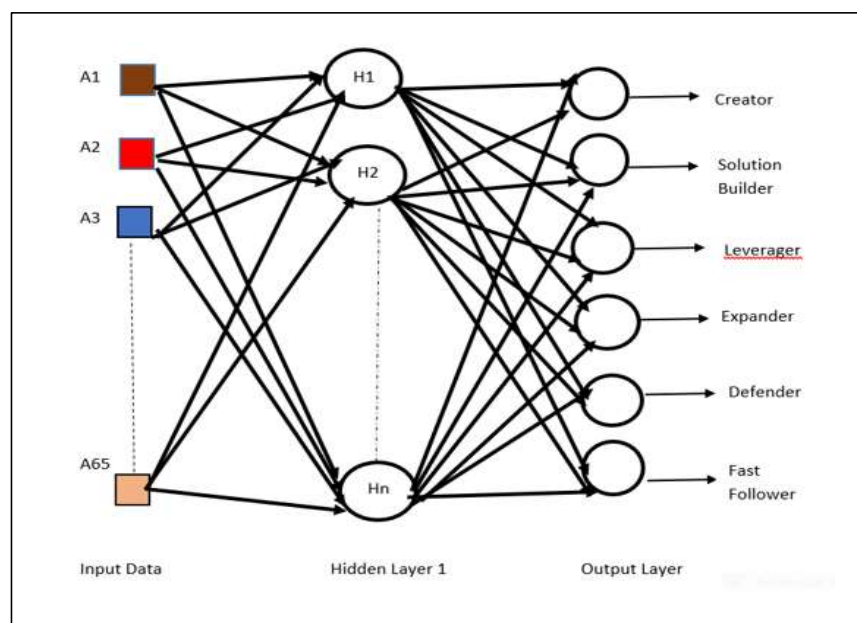 A1
A2
A3
A65
H1
H2
Hn
Creator
Solution
Builder
Leverager
Expander
Defender
Fast
Follower
Input Data
Hidden Layer 1
Output Layer